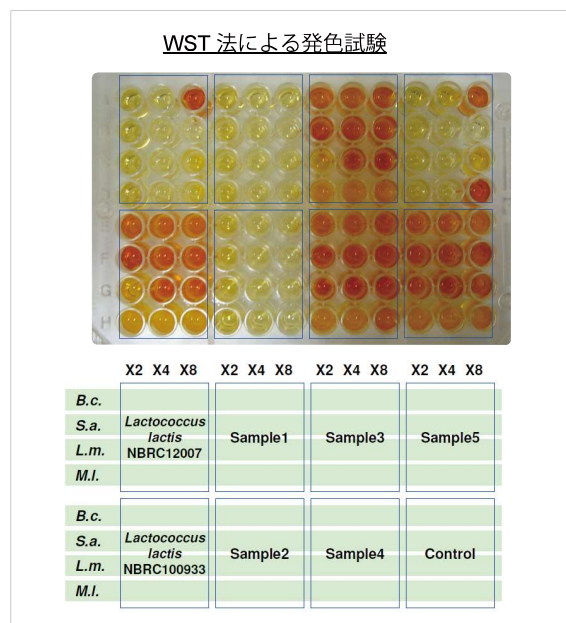 WST 法による発色試験
E
G
H
X2 X4 X8 X2 X4 X8 X2 X4 X8 X2 X4 X8
B.c.
S.a.
L.m.
M.l.
Lactococcus
lactis
NBRC12007
Sample1
Sample3
Sample5
B.c.
S.a.
L.m.
M.l.
Lactococcus
lactis
NBRC100933
Sample2
Sample4
Control